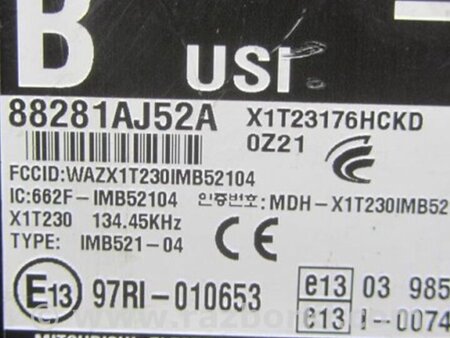 B USI
88281AJ52A X1T23176HCKD
0Z21
FCCID:WAZX1T230IMB52104
IC:662F-IMB52104 인증번호:MDH-X1T230IMB52
X1T230 134.45KHz
TYPE: IMB521-04 CE
E13 97RI-010653 e13 03 985
e13 I-0074